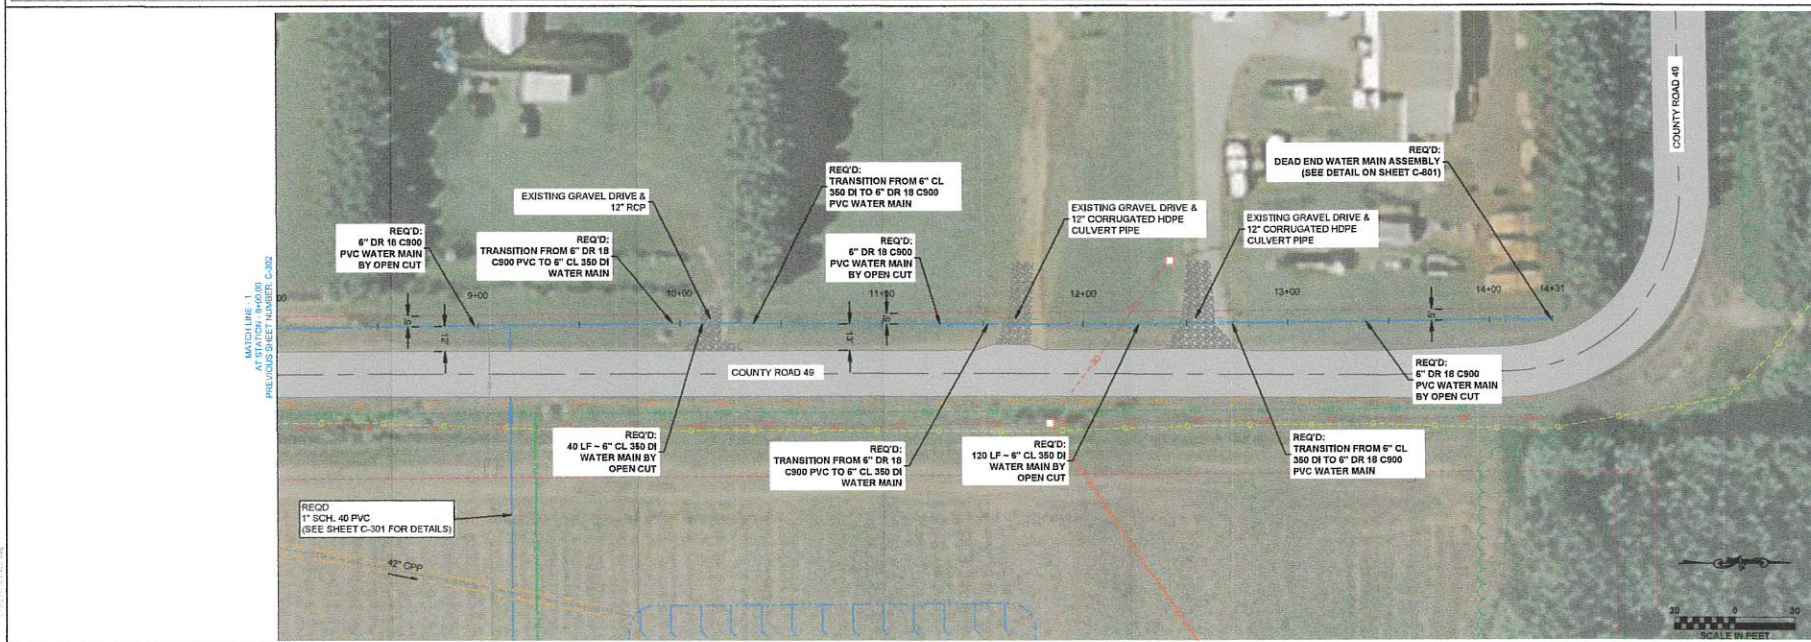 MATCH LINE - 1
AT STATION - 8+00.00
PREVIOUS SHEET NUMBER: C-302
REQ'D:
6" DR 18 C900
PVC WATER MAIN
BY OPEN CUT
EXISTING GRAVEL DRIVE &
12" RCP
REQ'D:
TRANSITION FROM 6" DR 18
C900 PVC TO 6" CL 350 DI
WATER MAIN
REQ'D:
TRANSITION FROM 6" CL
350 DI TO 6" DR 18 C900
PVC WATER MAIN
REQ'D:
6" DR 18 C900
PVC WATER MAIN
BY OPEN CUT
EXISTING GRAVEL DRIVE &
12" CORRUGATED HDPE
CULVERT PIPE
EXISTING GRAVEL DRIVE &
12" CORRUGATED HDPE
CULVERT PIPE
REQ'D:
DEAD END WATER MAIN ASSEMBLY
(SEE DETAIL ON SHEET C-801)
COUNTY ROAD 49
9+00
10+00
11+00
12+00
13+00
14+00
14+31
5'
12'
13'
5'
5'
COUNTY ROAD 49
REQ'D:
6" DR 18 C900
PVC WATER MAIN
BY OPEN CUT
REQ'D:
40 LF ~ 6" CL 350 DI
WATER MAIN BY
OPEN CUT
REQ'D:
TRANSITION FROM 6" DR 18
C900 PVC TO 6" CL 350 DI
WATER MAIN
REQ'D:
120 LF ~ 6" CL 350 DI
WATER MAIN BY
OPEN CUT
REQ'D:
TRANSITION FROM 6" CL
350 DI TO 6" DR 18 C900
PVC WATER MAIN
REQD
1" SCH. 40 PVC
(SEE SHEET C-301 FOR DETAILS)
42" CPP
0
30
SCALE IN FEET